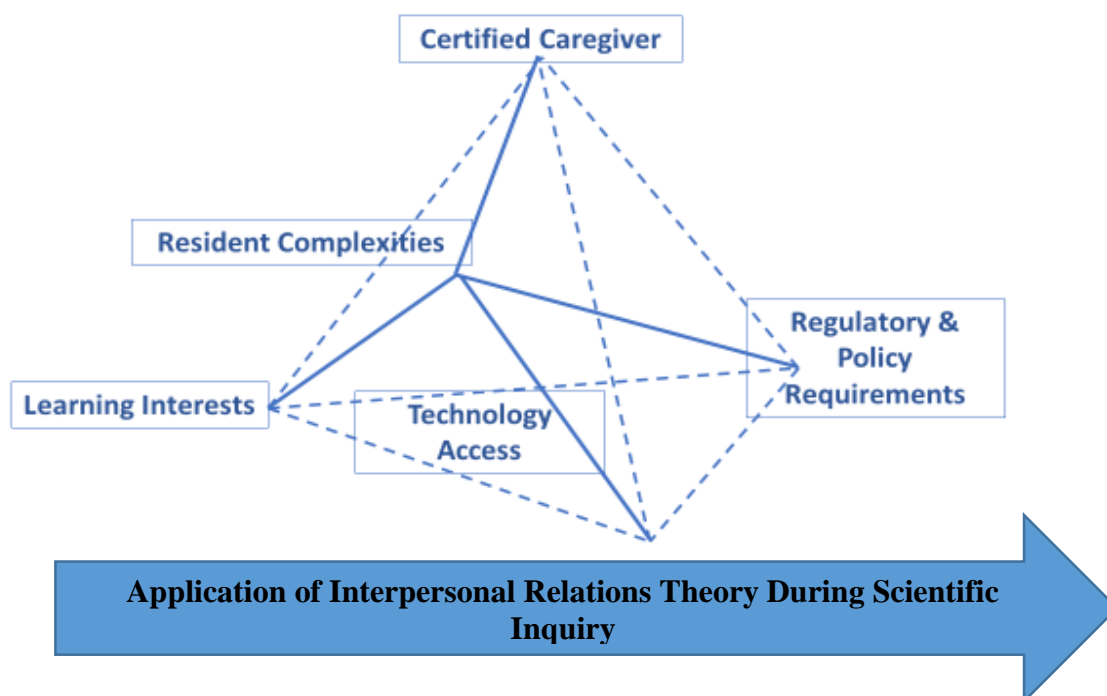 Certified Caregiver
Resident Complexities
Regulatory &
Policy
Requirements
Learning Interests
Technology
Access
Application of Interpersonal Relations Theory During Scientific
Inquiry